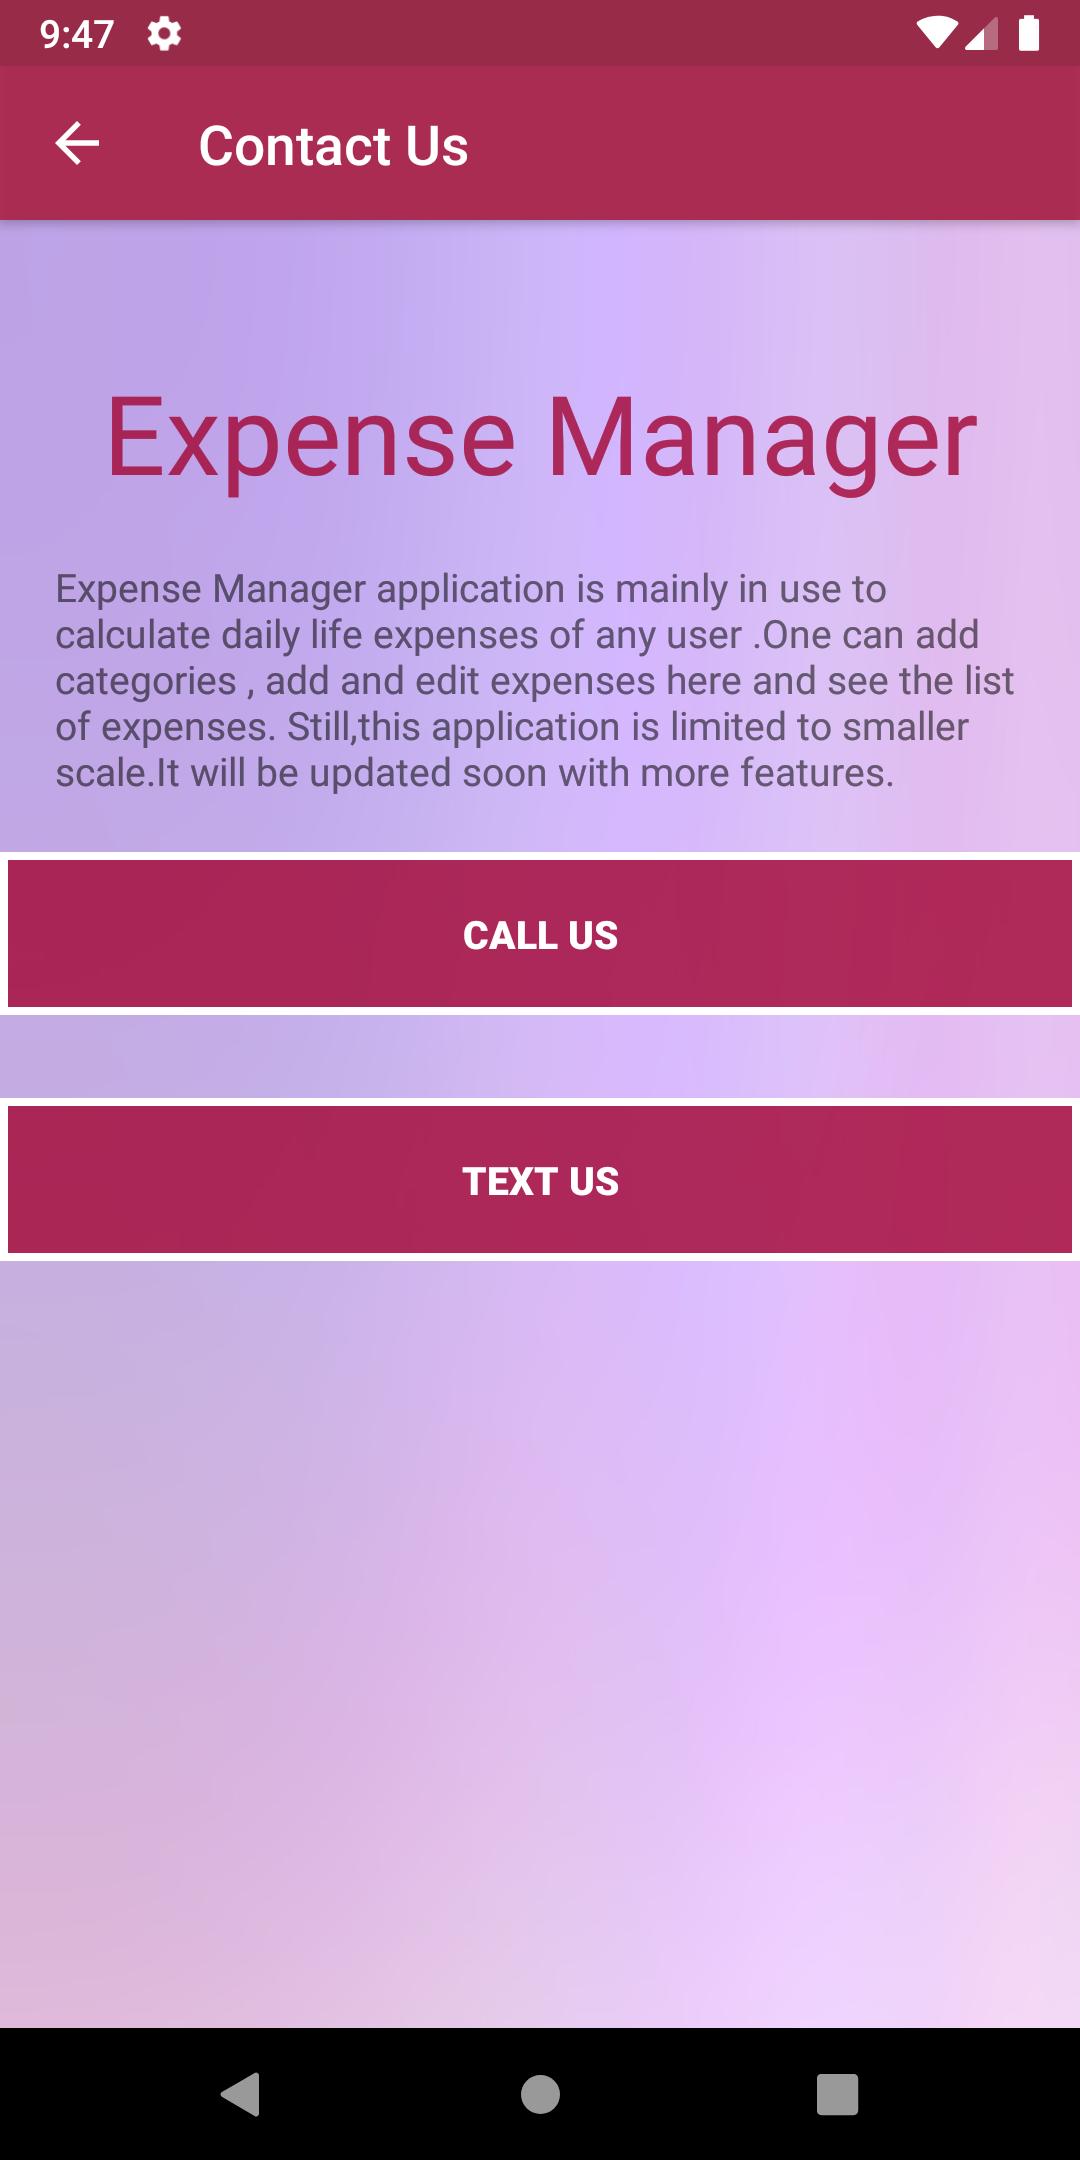 9:47
Contact Us
Expense Manager
Expense Manager application is mainly in use to
calculate daily life expenses of any user .One can add
categories , add and edit expenses here and see the list
of expenses. Still,this application is limited to smaller
scale.It will be updated soon with more features.
CALL US
TEXT US